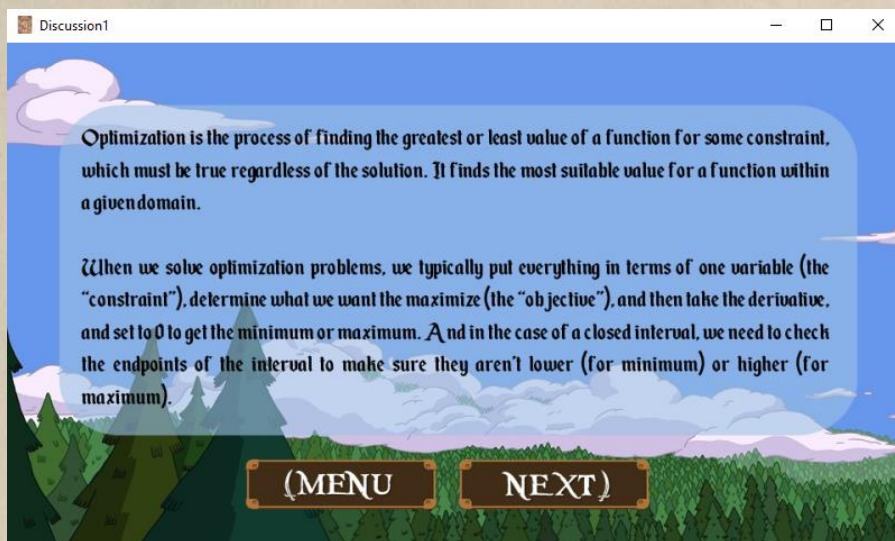 Discussion1
Optimization is the process of finding the greatest or least value of a function for some constraint,
which must be true regardless of the solution. It finds the most suitable value for a function within
a given domain.
When we solve optimization problems, we typically put everything in terms of one variable (the
“constraint”), determine what we want the maximize (the “objective”), and then take the derivative,
and set to 0 to get the minimum or maximum. And in the case of a closed interval, we need to check
the endpoints of the interval to make sure they aren't lower (for minimum) or higher (for
maximum).
(MENU
NEXT)